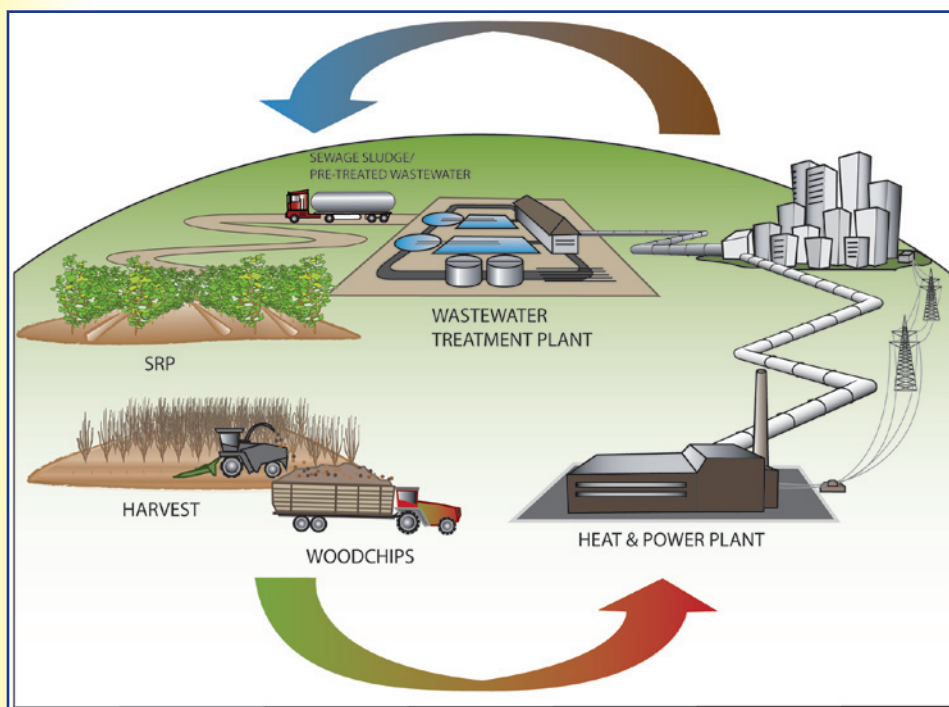 SEWAGE SLUDGE/
PRE-TREATED WASTEWATER
WASTEWATER
TREATMENT PLANT
SRP
HARVEST
WOODCHIPS
HEAT & POWER PLANT